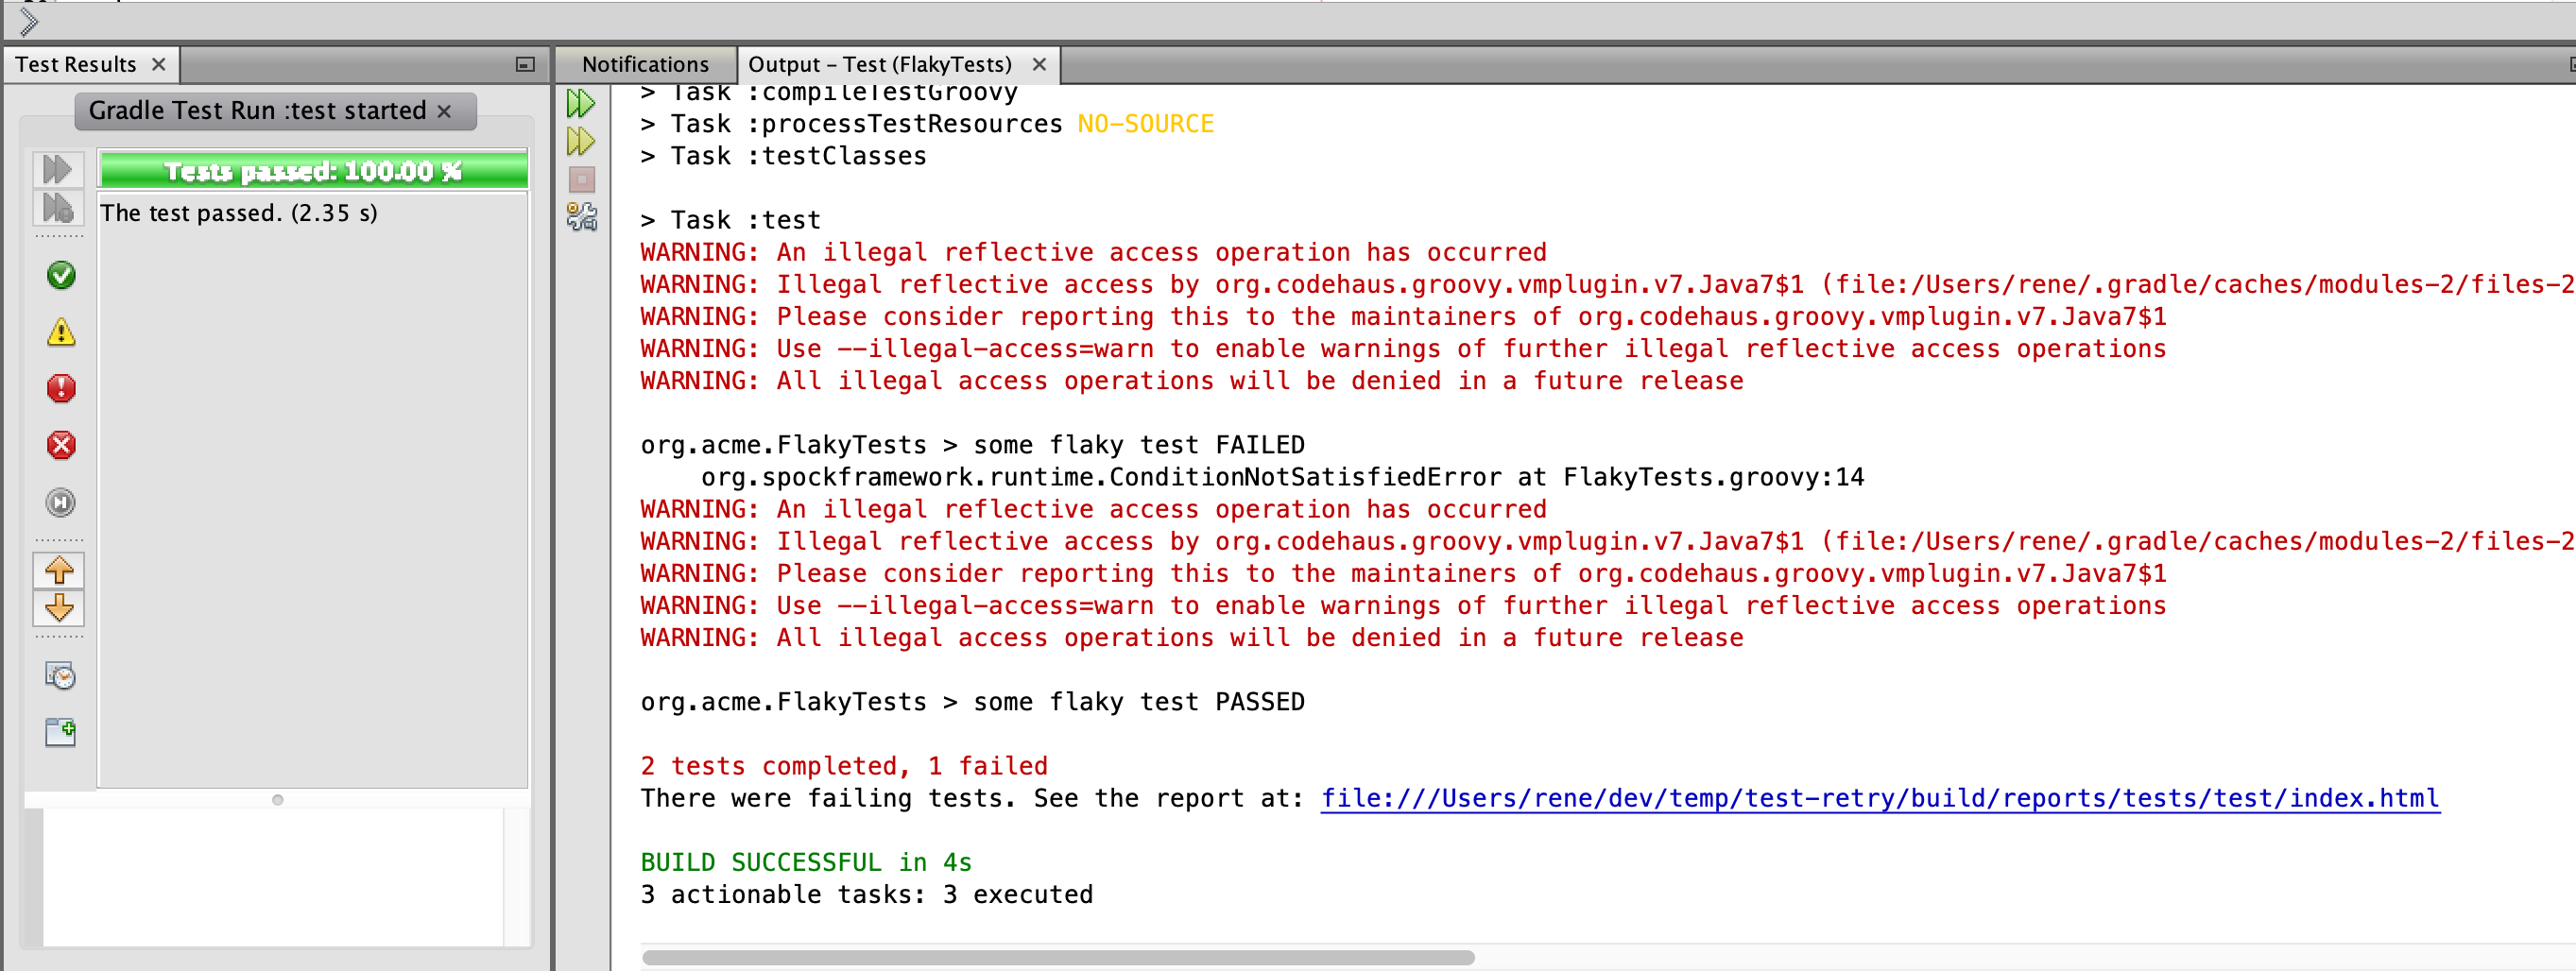 Test Results
Gradle Test Run :test started
Tests passed: 100.00 %
The test passed. (2.35 s)
Notifications
Output – Test (FlakyTests)
> Task :compileTestGroovy
> Task :processTestResources NO-SOURCE
> Task :testClasses
> Task :test
WARNING: An illegal reflective access operation has occurred
WARNING: Illegal reflective access by org.codehaus.groovy.vmplugin.v7.Java7$1 (file:/Users/rene/.gradle/caches/modules-2/files-2
WARNING: Please consider reporting this to the maintainers of org.codehaus.groovy.vmplugin.v7.Java7$1
WARNING: Use --illegal-access=warn to enable warnings of further illegal reflective access operations
WARNING: All illegal access operations will be denied in a future release
org.acme.FlakyTests > some flaky test FAILED
org.spockframework.runtime.ConditionNotSatisfiedError at FlakyTests.groovy:14
WARNING: An illegal reflective access operation has occurred
WARNING: Illegal reflective access by org.codehaus.groovy.vmplugin.v7.Java7$1 (file:/Users/rene/.gradle/caches/modules-2/files-2
WARNING: Please consider reporting this to the maintainers of org.codehaus.groovy.vmplugin.v7.Java7$1
WARNING: Use --illegal-access=warn to enable warnings of further illegal reflective access operations
WARNING: All illegal access operations will be denied in a future release
org.acme.FlakyTests > some flaky test PASSED
2 tests completed, 1 failed
There were failing tests. See the report at: file:///Users/rene/dev/temp/test-retry/build/reports/tests/test/index.html
BUILD SUCCESSFUL in 4s
3 actionable tasks: 3 executed